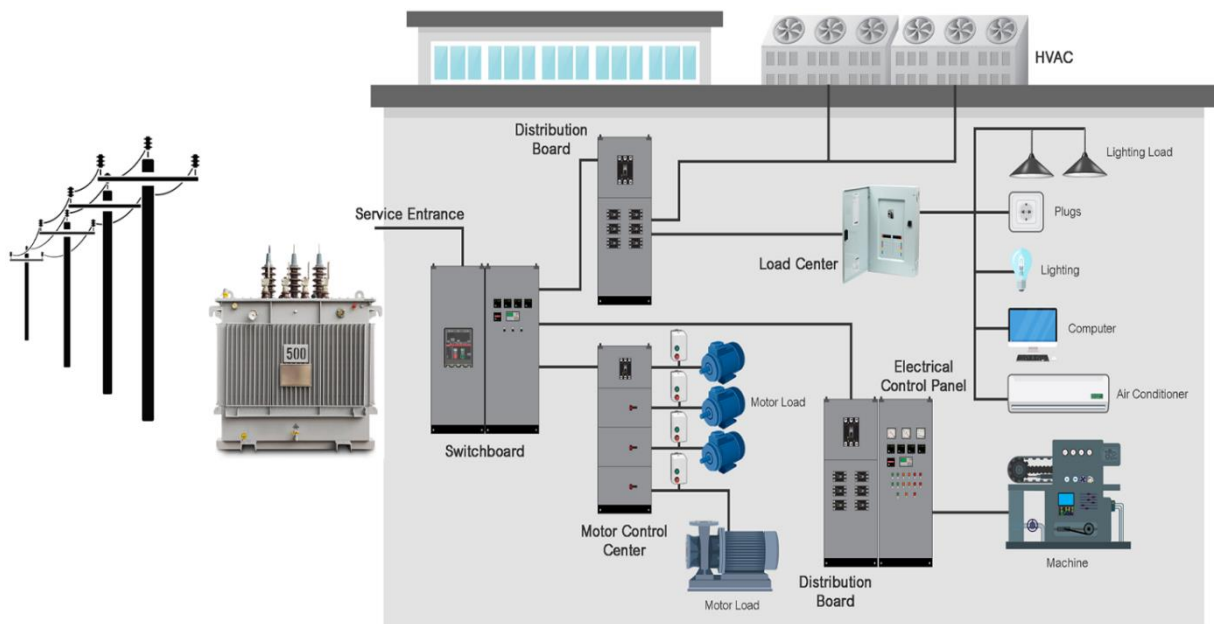 HVAC
Distribution
Board
Lighting Load
Service Entrance
Plugs
Load Center
Lighting
500
Computer
Electrical
Control Panel
Air Conditioner
Motor Load
Switchboard
Motor Control
Center
Machine
Distribution
Board
Motor Load